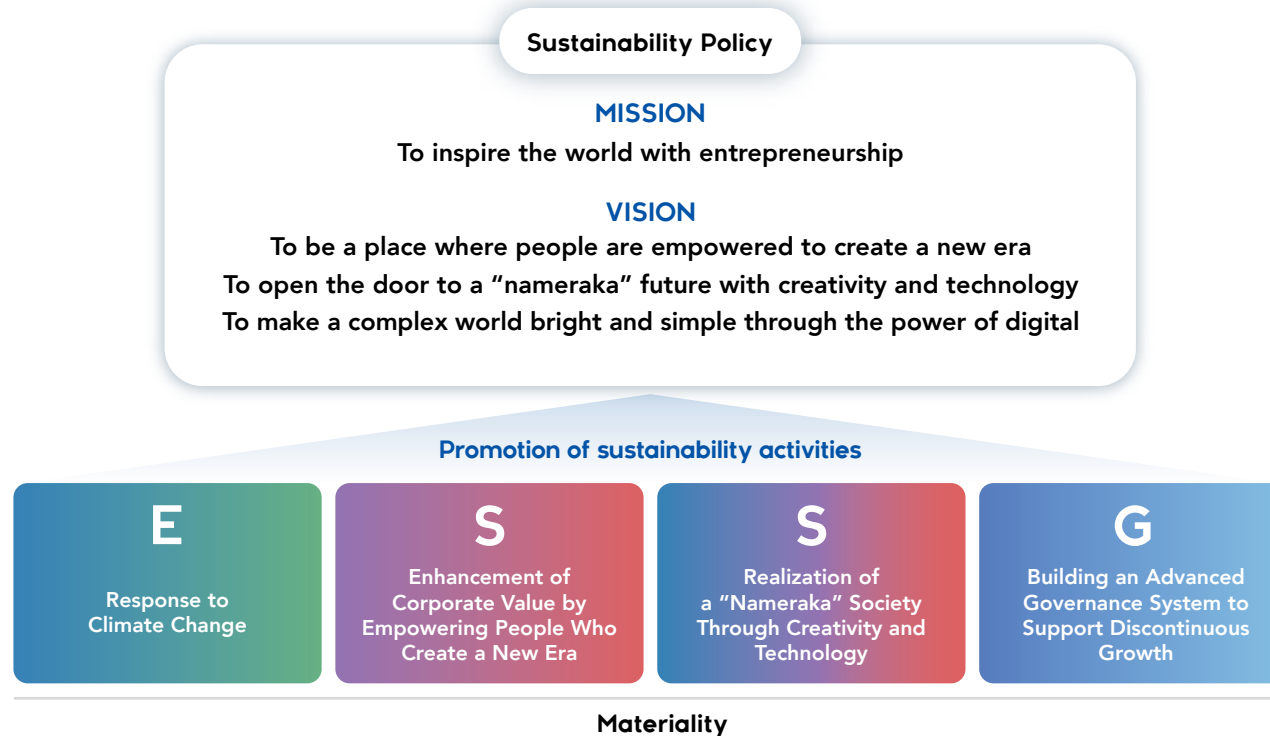 Sustainability Policy
MISSION
To inspire the world with entrepreneurship
VISION
To be a place where people are empowered to create a new era
To open the door to a “nameraka” future with creativity and technology
To make a complex world bright and simple through the power of digital
Promotion of sustainability activities
E
Response to
Climate Change
S
Enhancement of
Corporate Value by
Empowering People Who
Create a New Era
S
Realization of
a “Nameraka” Society
Through Creativity and
Technology
G
Building an Advanced
Governance System to
Support Discontinuous
Growth
Materiality